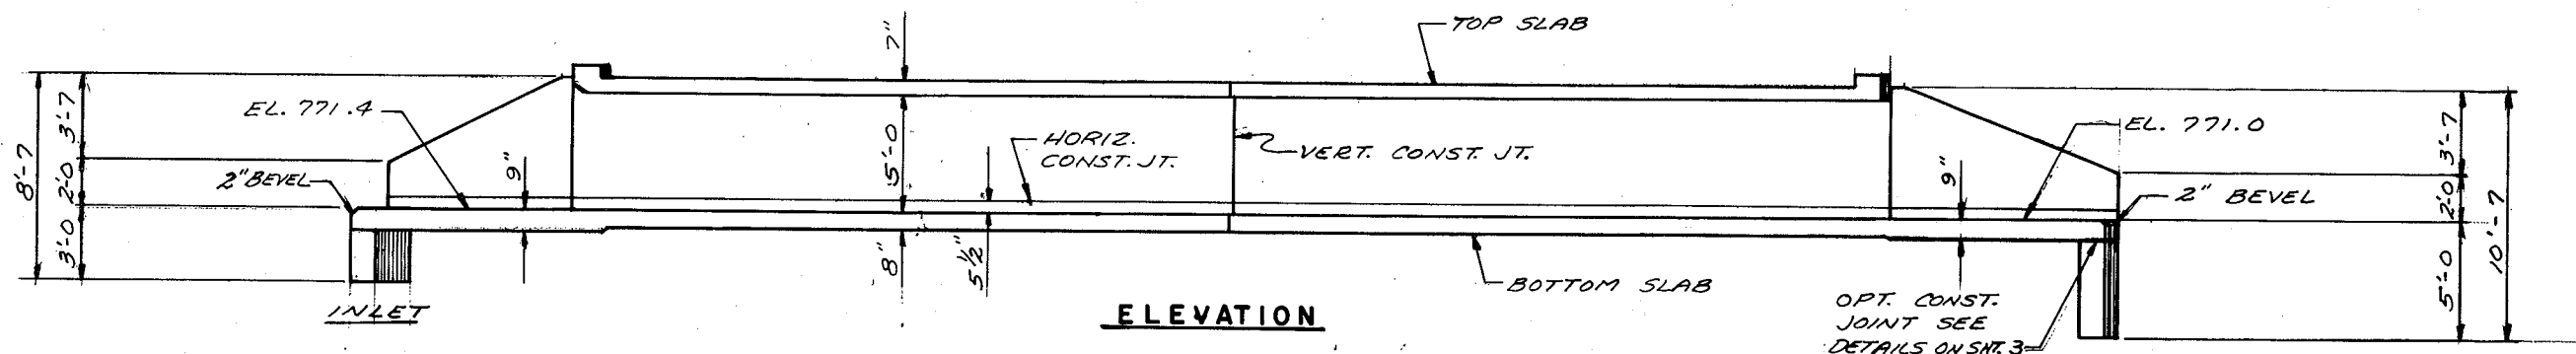 7"
TOP SLAB
3'-7
EL. 771.4
8'-7
2'-0
2" BEVEL
9"
5'-0
HORIZ.
CONST. JT.
VERT. CONST. JT.
EL. 771.0
3'-7
9"
2'-0
2" BEVEL
10'-7
3'-0
8"
5 1/2"
BOTTOM SLAB
5'-0
INLET
ELEVATION
OPT. CONST.
JOINT SEE
DETAILS ON SHT. 3